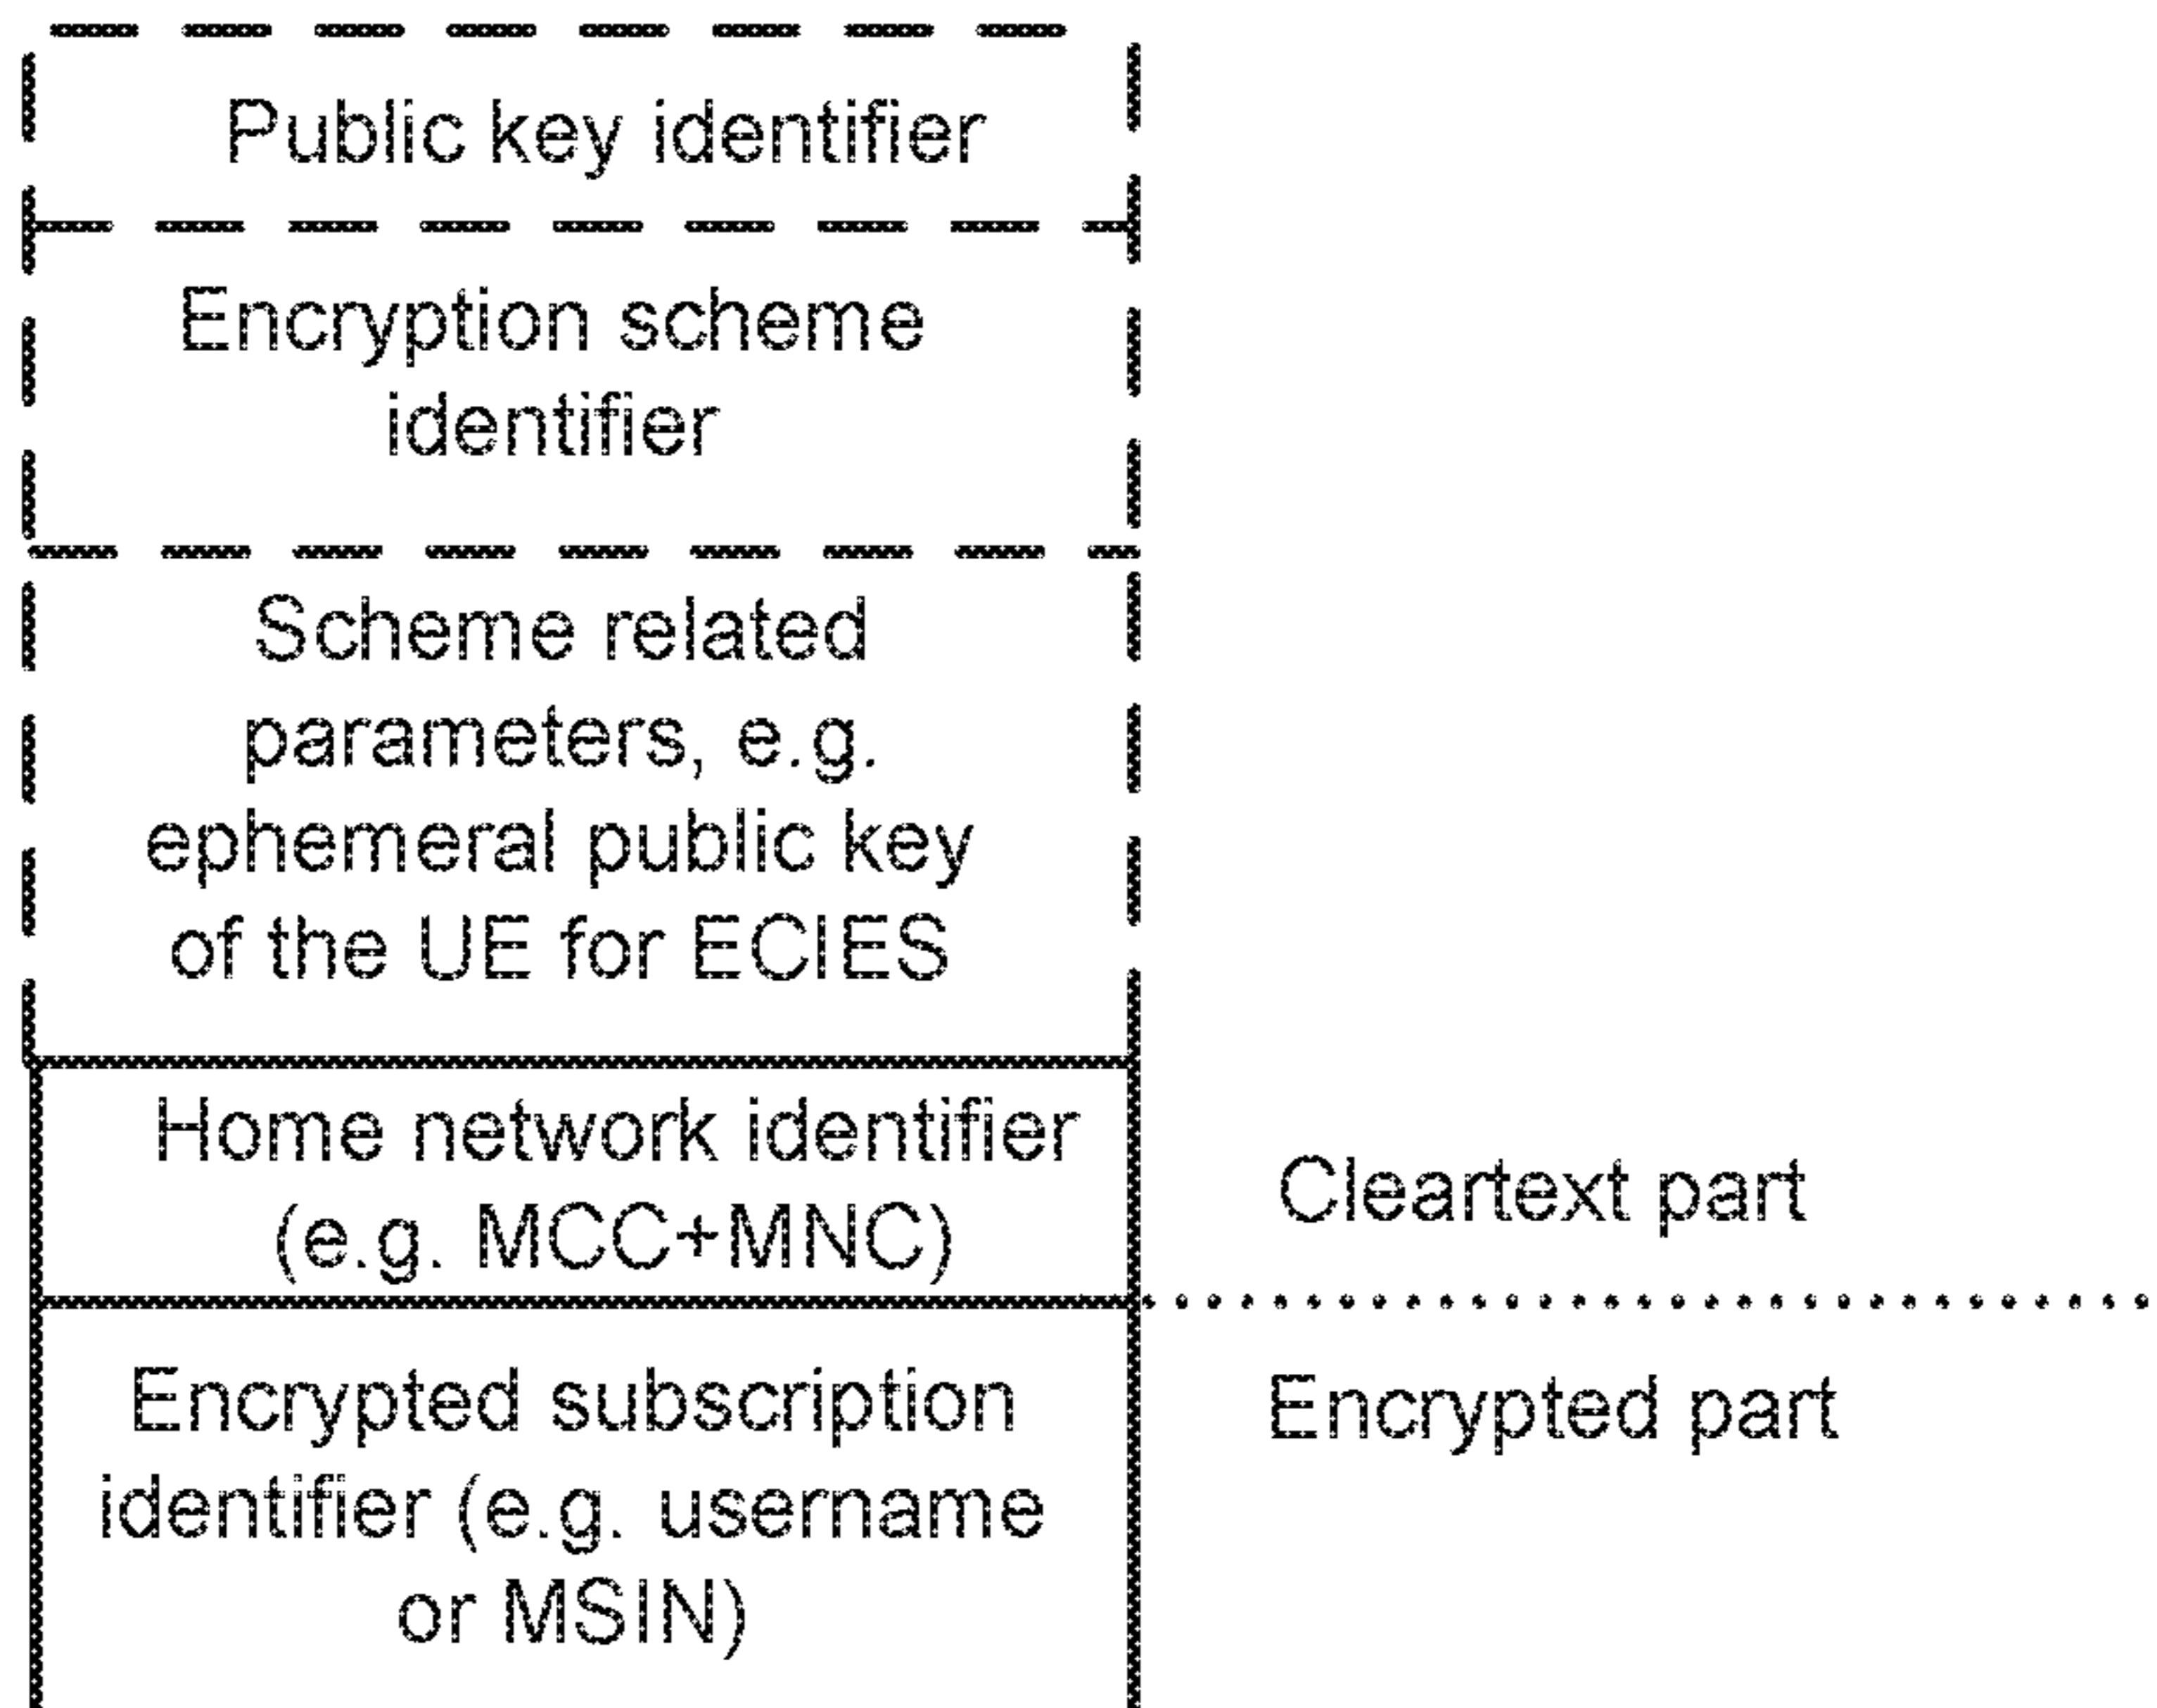 Public key identifier
Encryption scheme
identifier
Scheme related
parameters, e.g.
ephemeral public key
of the UE for ECIES
Home network identifier
(e.g. MCC+MNC)
Cleartext part
Encrypted subscription
identifier (e.g. username
or MSIN)
Encrypted part